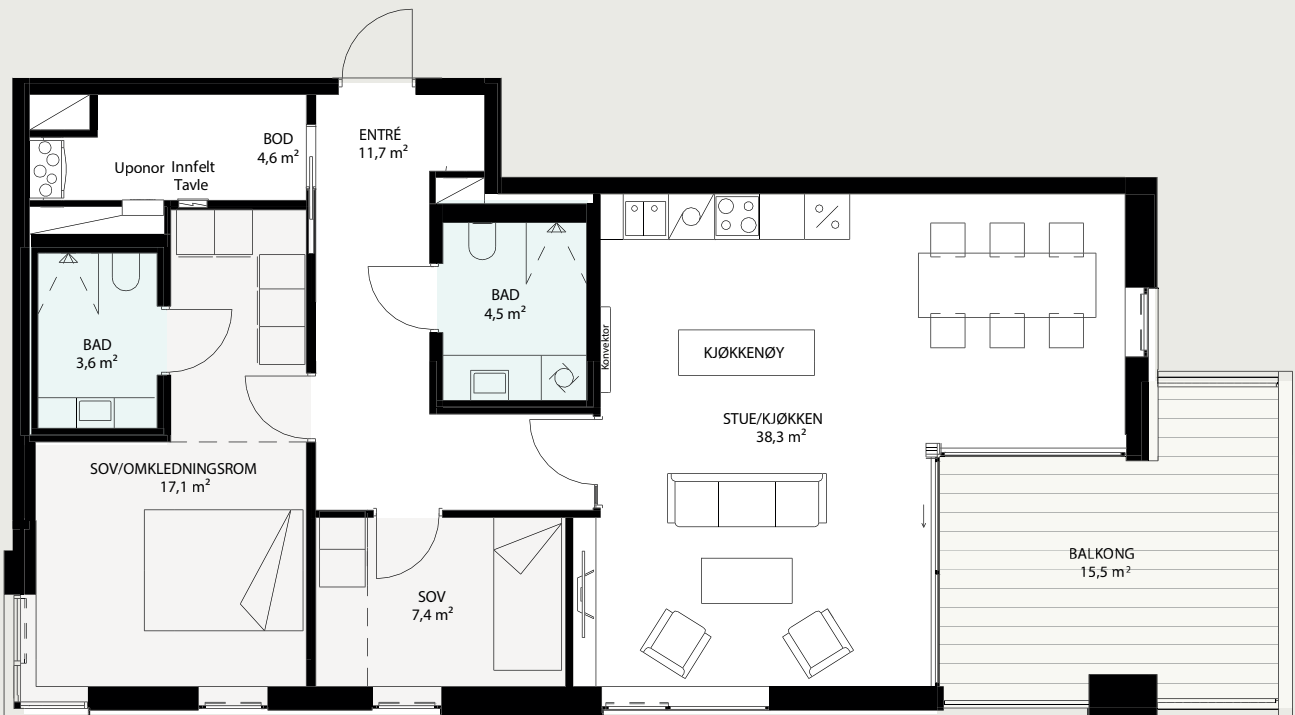 BOD
4,6 m²
ENTRÉ
11,7 m²
Uponor Innfelt
Tavle
BAD
4,5 m²
BAD
3,6 m²
Konvektor
KJØKKENØY
STUE/KJØKKEN
38,3 m²
SOV/OMKLEDNINGSROM
17,1 m²
BALKONG
15,5 m²
SOV
7,4 m²